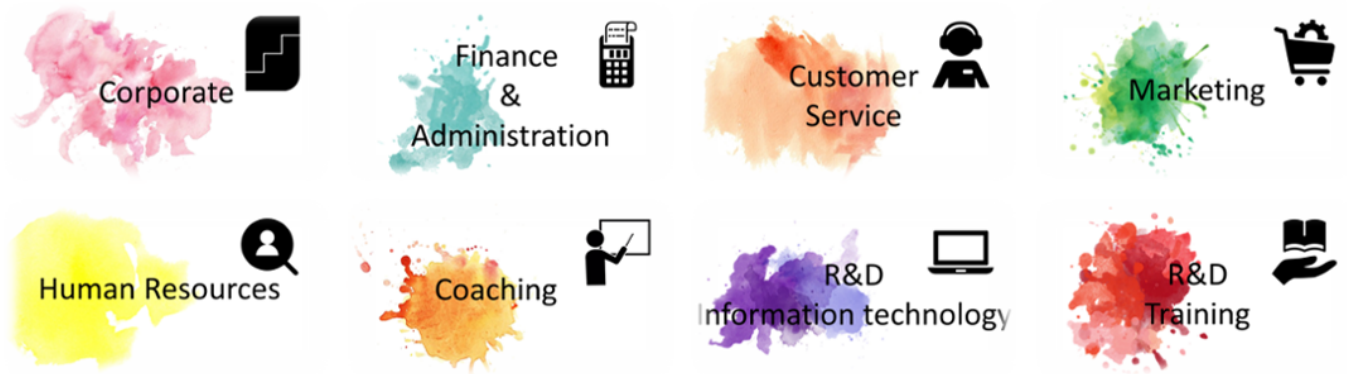 Corporate
Finance
&
Administration
Customer
Service
Marketing
Human Resources
Coaching
R&D
Information technology
R&D
Training